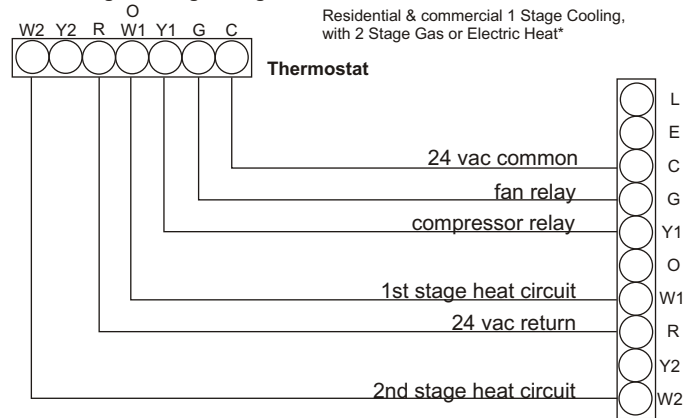 O
W2 Y2 R W1 Y1 G C
Residential & commercial 1 Stage Cooling,
with 2 Stage Gas or Electric Heat*
Thermostat
L
E
24 vac common C
fan relay G
compressor relay Y1
O
1st stage heat circuit W1
24 vac return R
Y2
2nd stage heat circuit W2